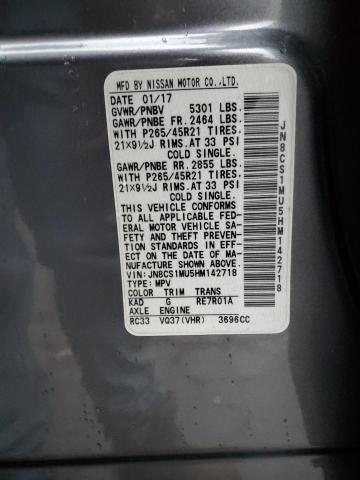 MFD BY NISSAN MOTOR CO.,LTD.
DATE 01/17
GVWR/PNBV 5301 LBS.
GAWR/PNBE FR. 2464 LBS.
WITH P265/45R21 TIRES.
21X9½J RIMS.AT 33 PSI
COLD SINGLE.
GAWR/PNBE RR. 2855 LBS.
WITH P265/45R21 TIRES.
21X9½J RIMS.AT 33 PSI
COLD SINGLE.
THIS VEHICLE CONFORMS
TO ALL APPLICABLE FED-
ERAL MOTOR VEHICLE SAF-
ETY AND THEFT PREVENTI-
ON STANDARDS IN EFF-
ECT ON THE DATE OF MA-
NUFACTURE SHOWN ABOVE.
VIN:JN8CS1MU5HM142718
TYPE:MPV
COLOR TRIM TRANS
KAD G RE7R01A
AXLE ENGINE
RC33 VQ37(VHR) 3696CC
JN8CS1MU5HM142718